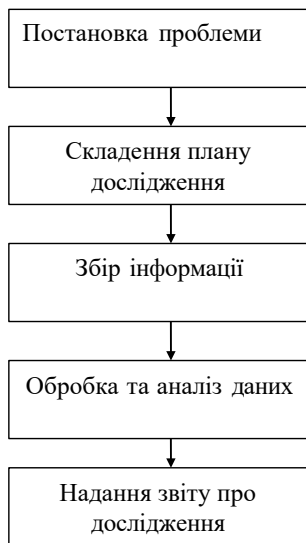 Постановка проблеми
Складення плану
дослідження
Збір інформації
Обробка та аналіз даних
Надання звіту про
дослідження